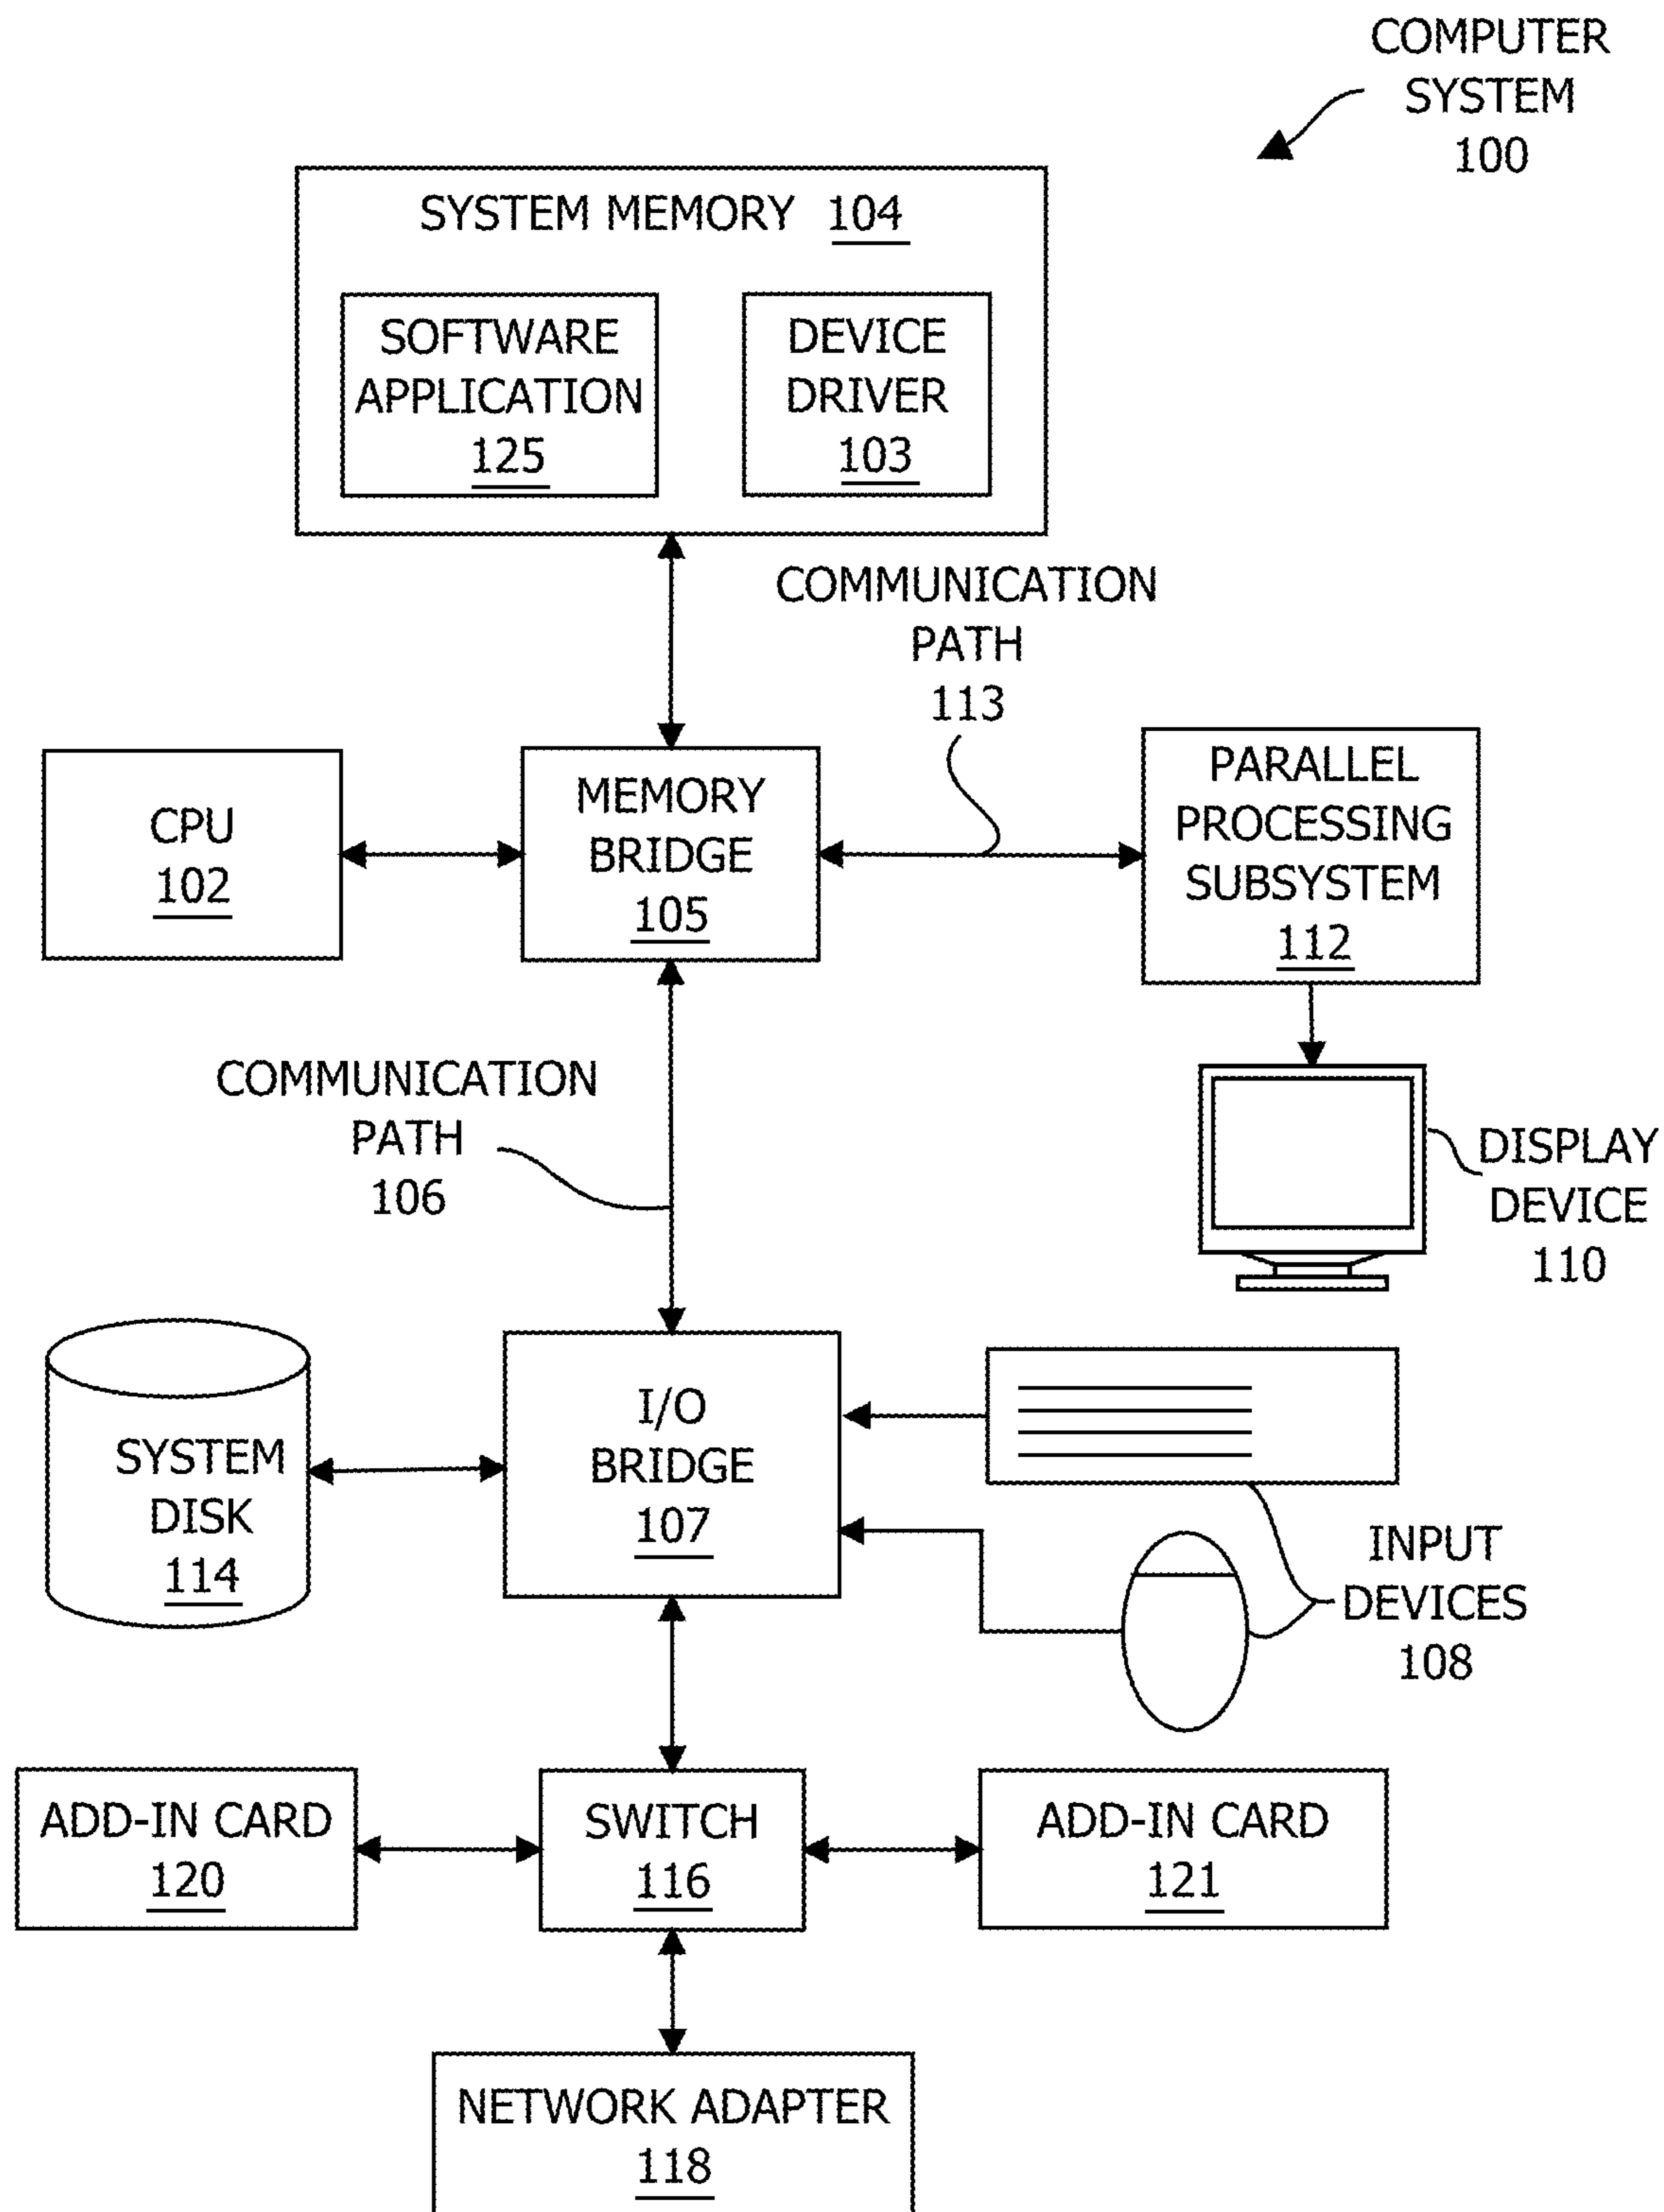 COMPUTER
SYSTEM
100
SYSTEM MEMORY 104
SOFTWARE
APPLICATION
125
DEVICE
DRIVER
103
COMMUNICATION
PATH
113
CPU
102
MEMORY
BRIDGE
105
PARALLEL
PROCESSING
SUBSYSTEM
112
COMMUNICATION
PATH
106
DISPLAY
DEVICE
110
SYSTEM
DISK
114
I/O
BRIDGE
107
INPUT
DEVICES
108
ADD-IN CARD
120
SWITCH
116
ADD-IN CARD
121
NETWORK ADAPTER
118